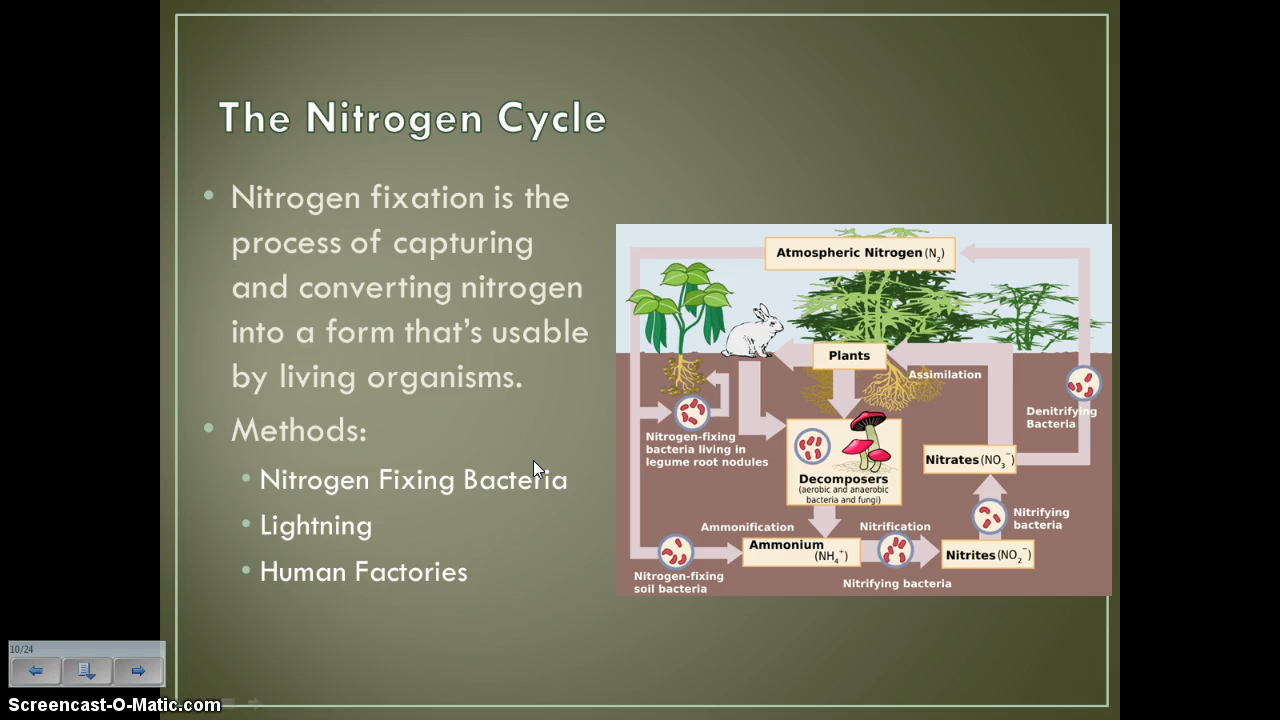 The Nitrogen Cycle
• Nitrogen fixation is the
process of capturing
and converting nitrogen
into a form that's usable
by living organisms.
• Methods:
• Nitrogen Fixing Bacteria
• Lightning
• Human Factories
Atmospheric Nitrogen (N₂)
Plants
Assimilation
Denitrifying
Bacteria
Nitrogen-fixing
bacteria living in
legume root nodules
Decomposers
(aerobic and anaerobic
bacteria and fungi)
Nitrates (NO₃⁻)
Nitrifying
bacteria
Ammonification
Nitrification
Ammonium
(NH₄⁺)
Nitrites (NO₂⁻)
Nitrogen-fixing
soil bacteria
Nitrifying bacteria
10/24
Screencast-O-Matic.com